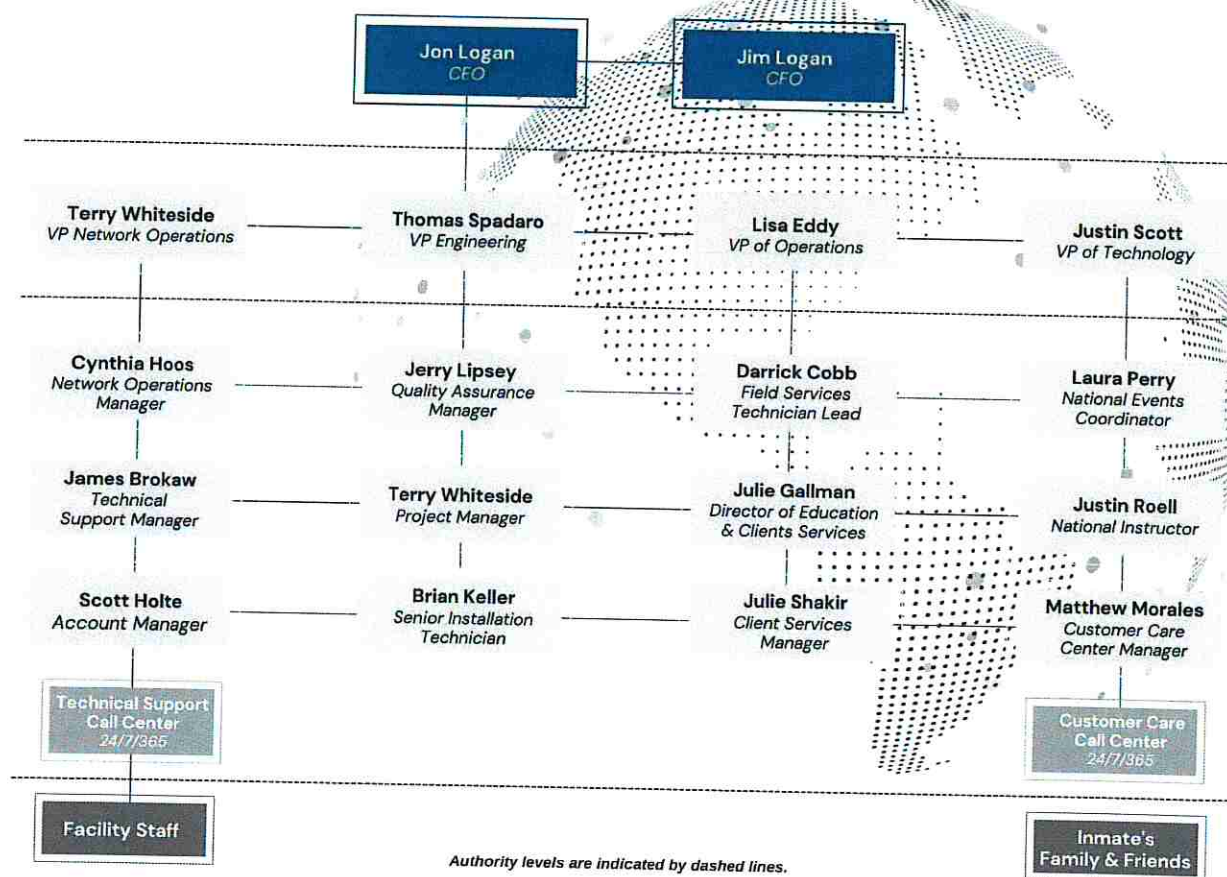 Jon Logan
CEO
Jim Logan
CFO
Terry Whiteside
VP Network Operations
Thomas Spadaro
VP Engineering
Lisa Eddy
VP of Operations
Justin Scott
VP of Technology
Cynthia Hoos
Network Operations
Manager
Jerry Lipsey
Quality Assurance
Manager
Darrick Cobb
Field Services
Technician Lead
Laura Perry
National Events
Coordinator
James Brokaw
Technical
Support Manager
Terry Whiteside
Project Manager
Julie Gallman
Director of Education
& Clients Services
Justin Roell
National Instructor
Scott Holte
Account Manager
Brian Keller
Senior Installation
Technician
Julie Shakir
Client Services
Manager
Matthew Morales
Customer Care
Center Manager
Technical Support
Call Center
24/7/365
Customer Care
Call Center
24/7/365
Facility Staff
Inmate's
Family & Friends
Authority levels are indicated by dashed lines.